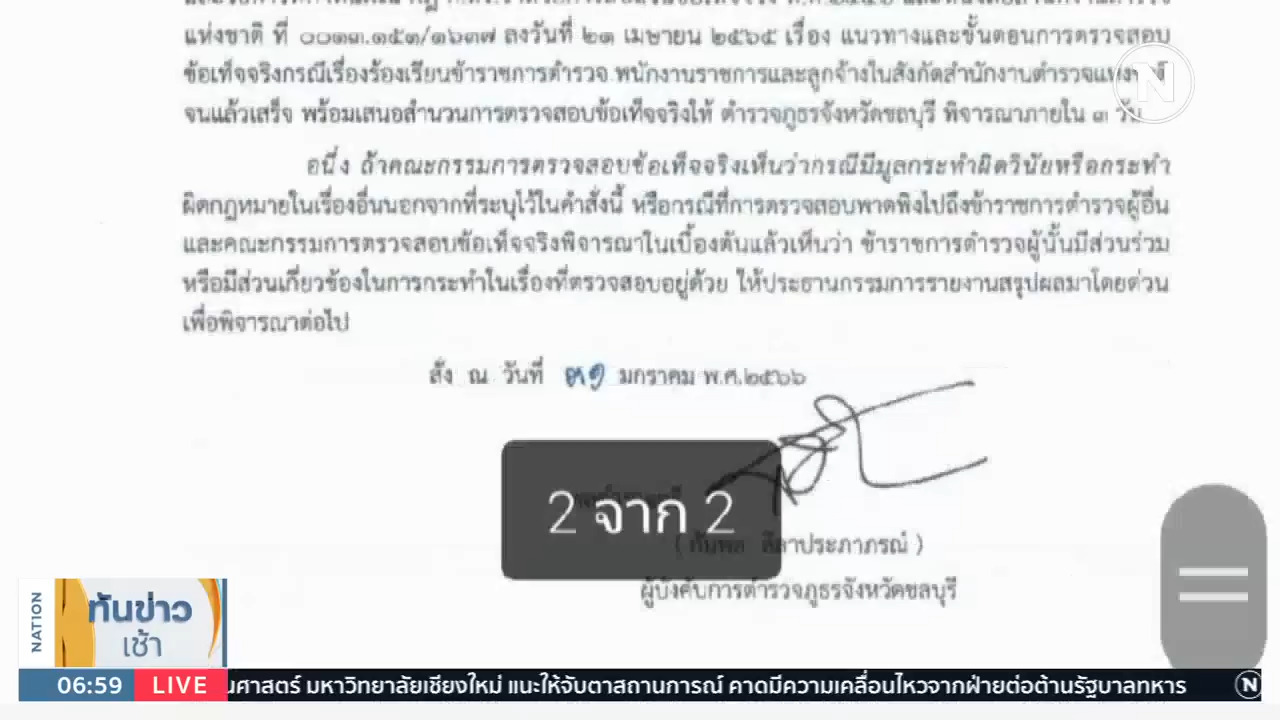 แห่งชาติ ที่ ๐๐๑๓.๑๕๑/๑๖๓๗ ลงวันที่ ๒๑ เมษายน ๒๕๖๕ เรื่อง แนวทางและขั้นตอนการตรวจสอบ
ข้อเท็จจริงกรณีเรื่องร้องเรียนข้าราชการตำรวจ พนักงานราชการและลูกจ้างในสังกัดสำนักงานตำรวจแห่งชาติ
จนแล้วเสร็จ พร้อมเสนอสำนวนการตรวจสอบข้อเท็จจริงให้ ตำรวจภูธรจังหวัดชลบุรี พิจารณาภายใน ๓ วัน
อนึ่ง ถ้าคณะกรรมการตรวจสอบข้อเท็จจริงเห็นว่ากรณีมีมูลกระทำผิดวินัยหรือกระทำ
ผิดกฎหมายในเรื่องอื่นนอกจากที่ระบุไว้ในคำสั่งนี้ หรือกรณีที่การตรวจสอบพาดพิงไปถึงข้าราชการตำรวจผู้อื่น
และคณะกรรมการตรวจสอบข้อเท็จจริงพิจารณาในเบื้องต้นแล้วเห็นว่า ข้าราชการตำรวจผู้นั้นมีส่วนร่วม
หรือมีส่วนเกี่ยวข้องในการกระทำในเรื่องที่ตรวจสอบอยู่ด้วย ให้ประธานกรรมการรายงานสรุปผลมาโดยด่วน
เพื่อพิจารณาต่อไป
สั่ง ณ วันที่ ๓๑ มกราคม พ.ศ.๒๕๖๖
2 จาก 2
( กัมพล ลีลาประภาภรณ์ )
ผู้บังคับการตำรวจภูธรจังหวัดชลบุรี
NATION
ทันข่าว
เช้า
06:59 LIVE นศาสตร์ มหาวิทยาลัยเชียงใหม่ แนะให้จับตาสถานการณ์ คาดมีความเคลื่อนไหวจากฝ่ายต่อต้านรัฐบาลทหาร N
N